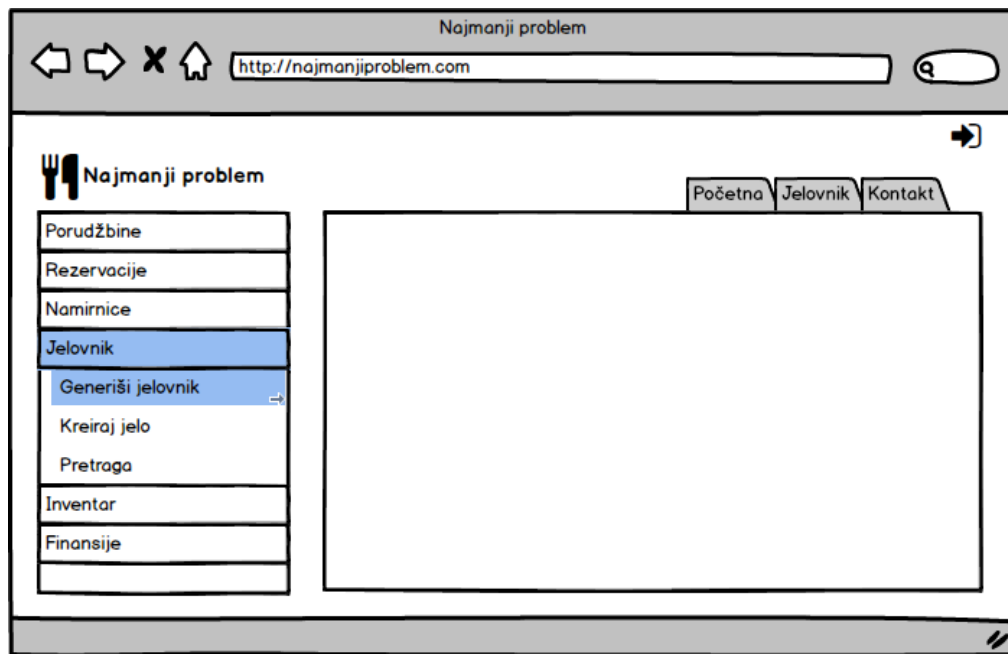 Najmanji problem
http://najmanjiproblem.com
Najmanji problem
Početna Jelovnik Kontakt
Porudžbine
Rezervacije
Namirnice
Jelovnik
Generiši jelovnik
Kreiraj jelo
Pretraga
Inventar
Finansije